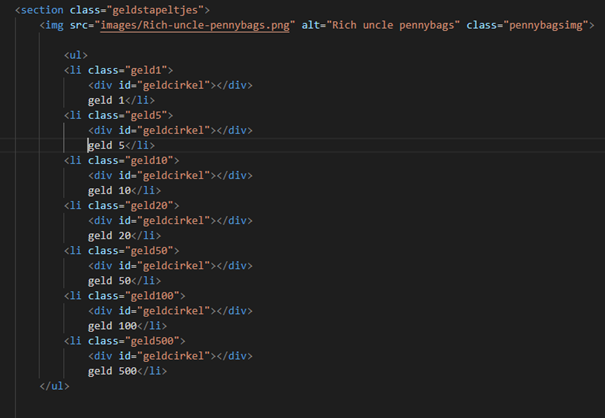 <section class="geldstapeltjes">
<img src="images/Rich-uncle-pennybags.png" alt="Rich uncle pennybags" class="pennybagsimg">
<ul>
<li class="geld1">
<div id="geldcirkel"></div>
geld 1</li>
<li class="geld5">
<div id="geldcirkel"></div>
geld 5</li>
<li class="geld10">
<div id="geldcirkel"></div>
geld 10</li>
<li class="geld20">
<div id="geldcirkel"></div>
geld 20</li>
<li class="geld50">
<div id="geldcirkel"></div>
geld 50</li>
<li class="geld100">
<div id="geldcirkel"></div>
geld 100</li>
<li class="geld500">
<div id="geldcirkel"></div>
geld 500</li>
</ul>